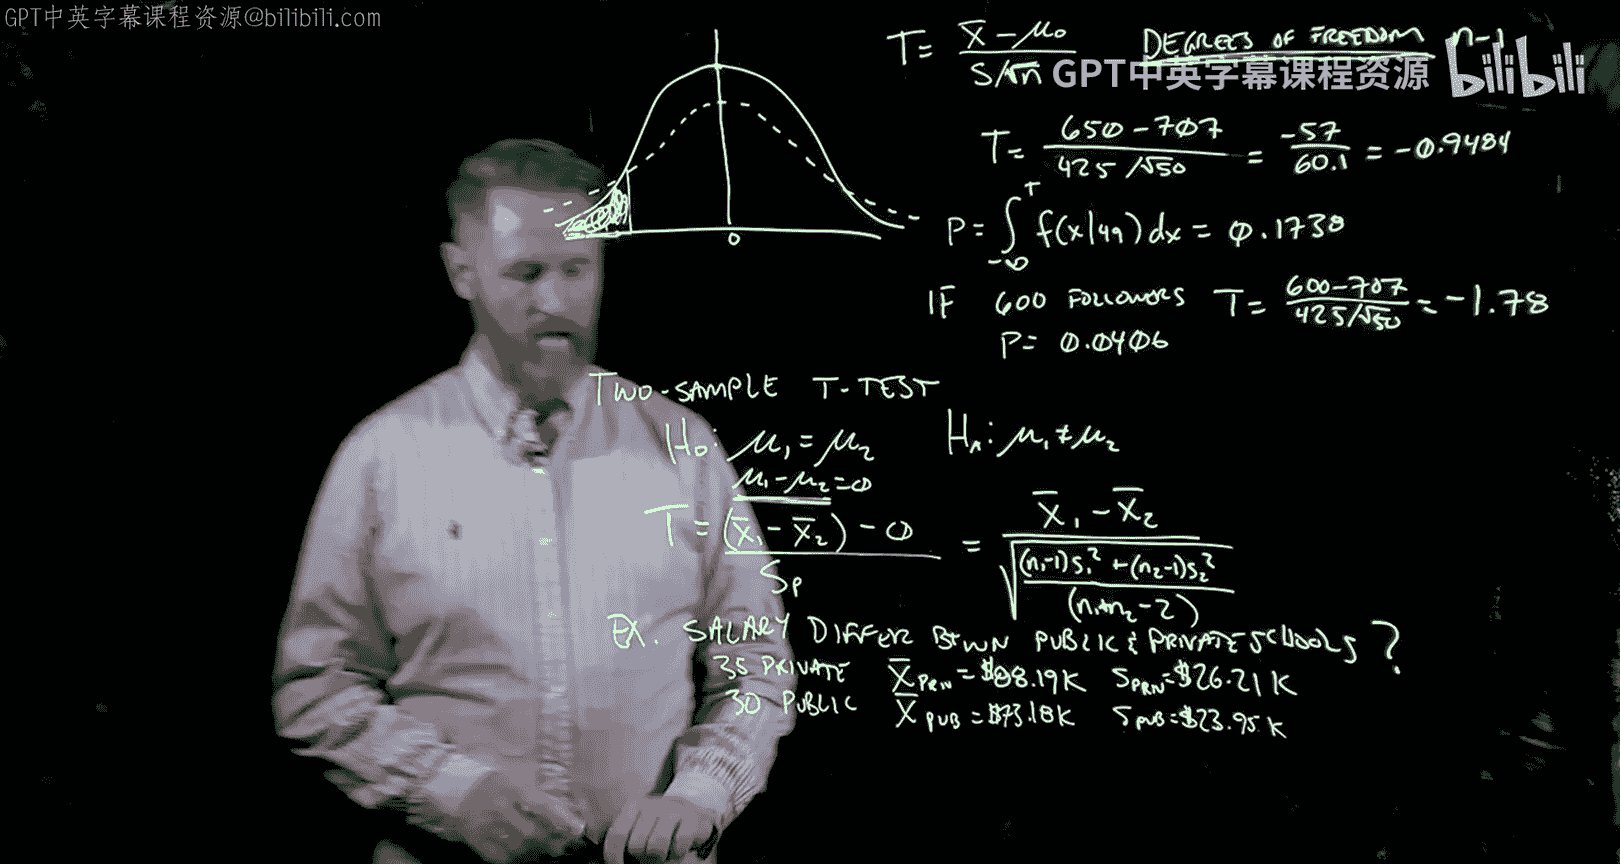 GPT中英字幕课程资源@bilibili.com
T = (X̄ - μ₀)/(S/√n) DEGREES OF FREEDOM n-1
GPT中英字幕课程资源 bilibili
T = (650 - 707)/(425/√50) = -57/60.1 = -0.9484
P = ∫_{-∞}^{T} f(x|49)dx = 0.1738
0
IF 600 FOLLOWERS T = (600-707)/(425/√50) = -1.78
P = 0.0406
TWO-SAMPLE T-TEST
H₀: μ₁ = μ₂ Hₐ: μ₁ ≠ μ₂
μ₁ - μ₂ = 0
T = ((X̄₁ - X̄₂) - 0)/Sp = (X̄₁ - X̄₂)/√(((n₁-1)s₁² + (n₂-1)s₂²)/(n₁+n₂-2))
EX. SALARY DIFFER BTWN PUBLIC & PRIVATE SCHOOLS?
35 PRIVATE X̄ = $88.19K S = $26.21K
30 PUBLIC X̄PUB = $73.18K SPUB = $23.95K